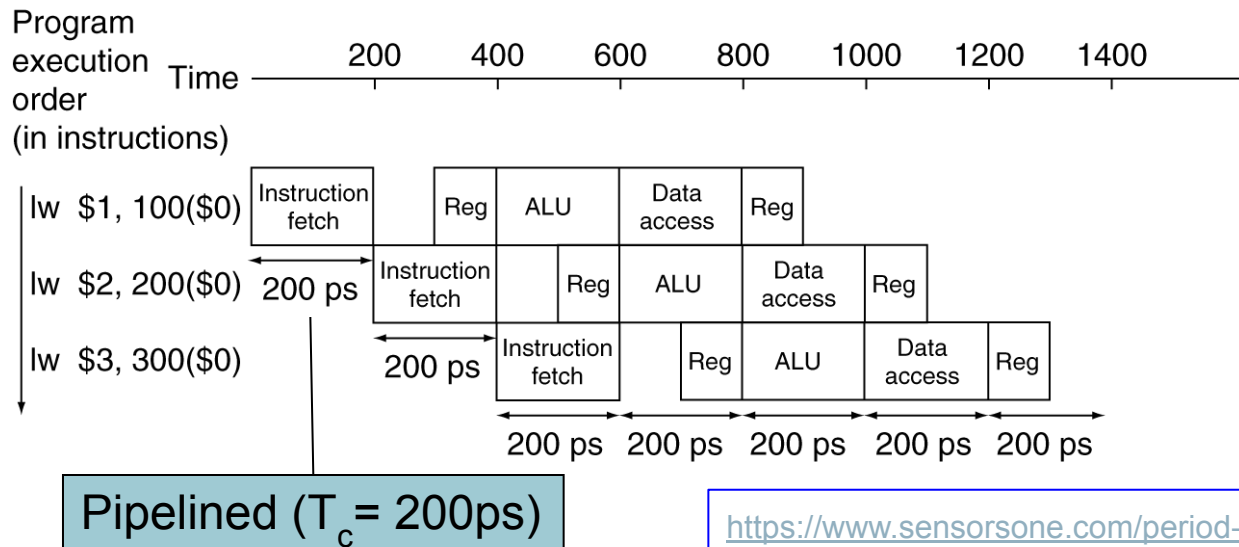 Program
execution
order
(in instructions)
Time
200 400 600 800 1000 1200 1400
lw $1, 100($0)
Instruction
fetch
Reg
ALU
Data
access
Reg
lw $2, 200($0)
200 ps
Instruction
fetch
Reg
ALU
Data
access
Reg
lw $3, 300($0)
200 ps
Instruction
fetch
Reg
ALU
Data
access
Reg
200 ps 200 ps 200 ps 200 ps 200 ps
Pipelined (Tc= 200ps)
https://www.sensorsone.com/period-